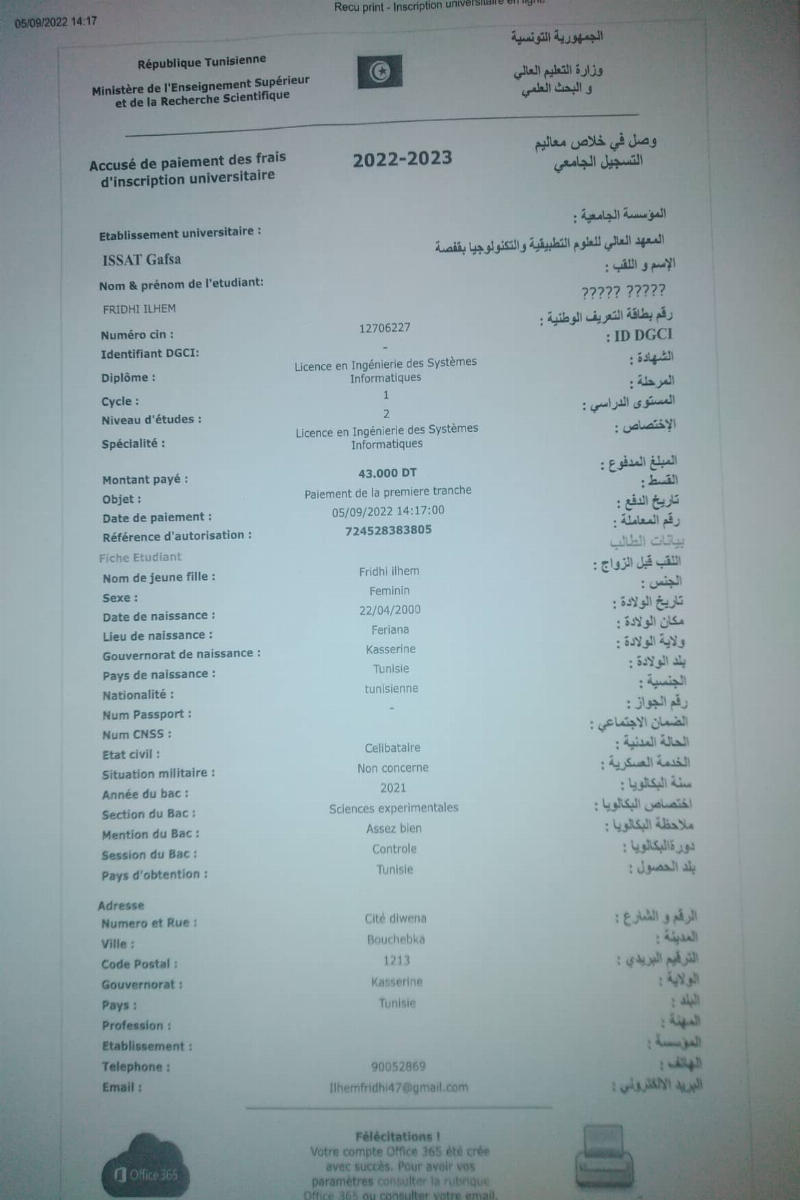 05/09/2022 14:17
Recu print - Inscription universitaire en ligne
République Tunisienne
Ministère de l'Enseignement Supérieur
et de la Recherche Scientifique
الجمهورية التونسية
وزارة التعليم العالي
و البحث العلمي
Accusé de paiement des frais
d'inscription universitaire
2022-2023
وصل في خلاص معاليم
التسجيل الجامعي
Etablissement universitaire : المؤسسة الجامعية :
ISSAT Gafsa المعهد العالي للعلوم التطبيقية والتكنولوجيا بقفصة
Nom & prénom de l'etudiant: الإسم و اللقب :
FRIDHI ILHEM ????? ?????
Numéro cin : 12706227 رقم بطاقة التعريف الوطنية :
Identifiant DGCI: - ID DGCI :
Diplôme : Licence en Ingénierie des Systèmes Informatiques الشهادة :
Cycle : 1 المرحلة :
Niveau d'études : 2 المستوى الدراسي :
Spécialité : Licence en Ingénierie des Systèmes Informatiques الإختصاص :
Montant payé : 43.000 DT المبلغ المدفوع :
Objet : Paiement de la premiere tranche القسط :
Date de paiement : 05/09/2022 14:17:00 تاريخ الدفع :
Référence d'autorisation : 724528383805 رقم المعاملة :
Fiche Etudiant بيانات الطالب
Nom de jeune fille : Fridhi ilhem اللقب قبل الزواج :
Sexe : Feminin الجنس :
Date de naissance : 22/04/2000 تاريخ الولادة :
Lieu de naissance : Feriana مكان الولادة :
Gouvernorat de naissance : Kasserine ولاية الولادة :
Pays de naissance : Tunisie بلد الولادة :
Nationalité : tunisienne الجنسية :
Num Passport : - رقم الجواز :
Num CNSS : الضمان الاجتماعي :
Etat civil : Celibataire الحالة المدنية :
Situation militaire : Non concerne الخدمة العسكرية :
Année du bac : 2021 سنة البكالويا :
Section du Bac : Sciences experimentales اختصاص البكالويا :
Mention du Bac : Assez bien ملاحظة البكالويا :
Session du Bac : Controle دورةالبكالويا :
Pays d'obtention : Tunisie بلد الحصول :
Adresse
Numero et Rue : Cité diwena الرقم و الشارع :
Ville : Bouchebka المدينة :
Code Postal : 1213 الترقيم البريدي :
Gouvernorat : Kasserine الولاية :
Pays : Tunisie البلد :
Profession : المهنة :
Etablissement : المؤسسة :
Telephone : 90052869 الهاتف :
Email : Ilhemfridhi47@gmail.com البريد الالكتروني :
Office 365
Félécitations !
Votre compte Office 365 été crée
avec succès. Pour avoir vos
paramètres consulter la rubrique
Office 365 ou consulter votre email.